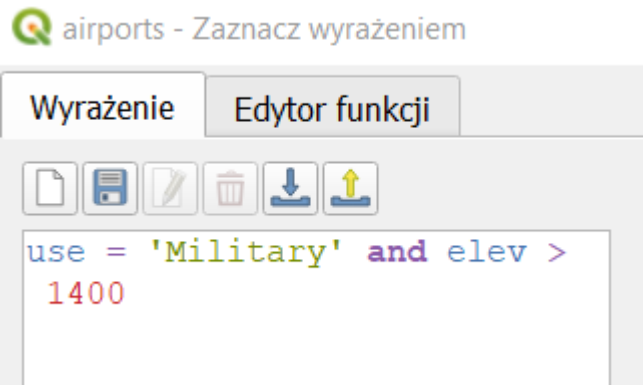 airports - Zaznacz wyrażeniem
Wyrażenie
Edytor funkcji
use = 'Military' and elev >
1400